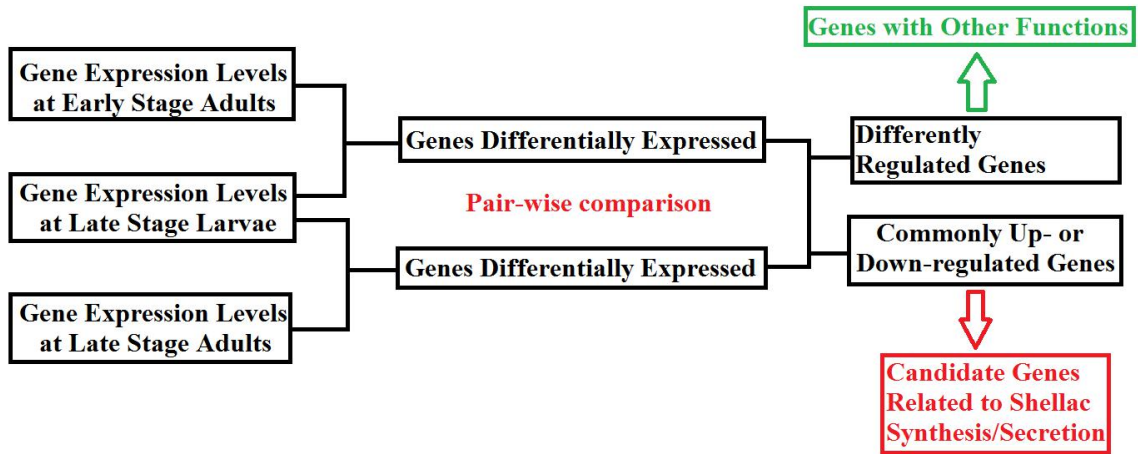 Genes with Other Functions
Gene Expression Levels
at Early Stage Adults
Genes Differentially Expressed
Differently
Regulated Genes
Gene Expression Levels
at Late Stage Larvae
Pair-wise comparison
Commonly Up- or
Down-regulated Genes
Genes Differentially Expressed
Gene Expression Levels
at Late Stage Adults
Candidate Genes
Related to Shellac
Synthesis/Secretion